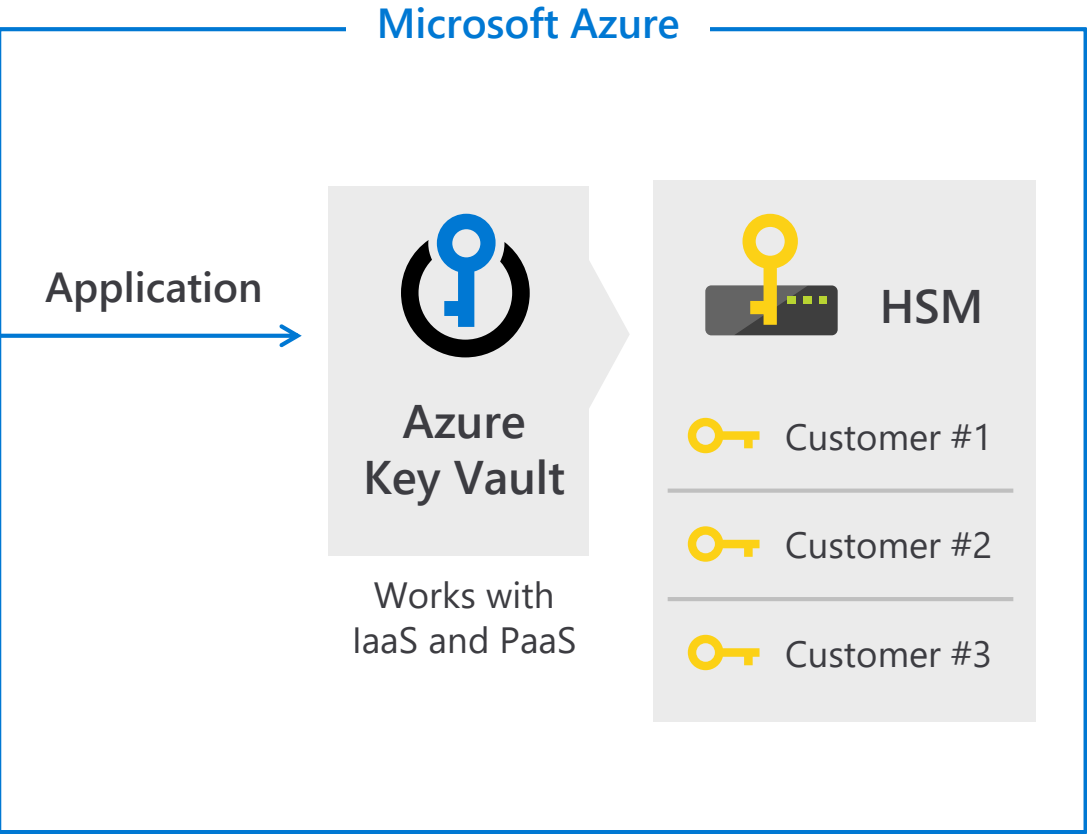 Microsoft Azure
Application
Azure
Key Vault
Works with
IaaS and PaaS
HSM
Customer #1
Customer #2
Customer #3